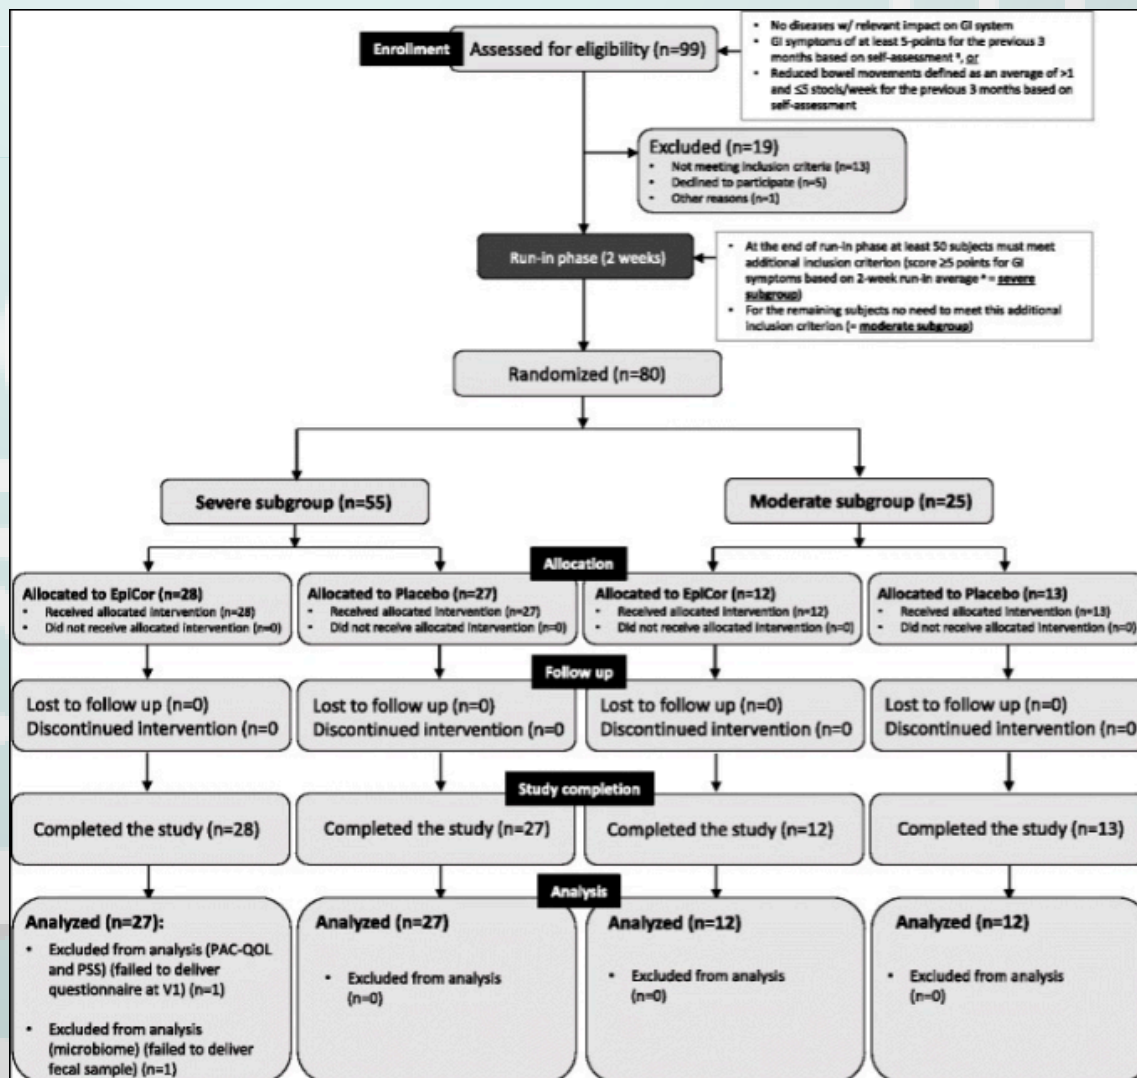 Enrollment
Assessed for eligibility (n=99)
• No diseases w/ relevant impact on GI system
• GI symptoms of at least 5-points for the previous 3
months based on self-assessment *, or
• Reduced bowel movements defined as an average of >1
and ≤5 stools/week for the previous 3 months based on
self-assessment
Excluded (n=19)
• Not meeting inclusion criteria (n=13)
• Declined to participate (n=5)
• Other reasons (n=1)
Run-in phase (2 weeks)
• At the end of run-in phase at least 50 subjects must meet
additional inclusion criterion (score ≥5 points for GI
symptoms based on 2-week run-in average * = severe
subgroup)
• For the remaining subjects no need to meet this additional
inclusion criterion (= moderate subgroup)
Randomized (n=80)
Severe subgroup (n=55)
Moderate subgroup (n=25)
Allocation
Allocated to EpiCor (n=28)
• Received allocated intervention (n=28)
• Did not receive allocated intervention (n=0)
Allocated to Placebo (n=27)
• Received allocated intervention (n=27)
• Did not receive allocated intervention (n=0)
Allocated to EpiCor (n=12)
• Received allocated intervention (n=12)
• Did not receive allocated intervention (n=0)
Allocated to Placebo (n=13)
• Received allocated intervention (n=13)
• Did not receive allocated intervention (n=0)
Follow up
Lost to follow up (n=0)
Discontinued intervention (n=0
Lost to follow up (n=0)
Discontinued intervention (n=0
Lost to follow up (n=0)
Discontinued intervention (n=0
Lost to follow up (n=0)
Discontinued intervention (n=0
Study completion
Completed the study (n=28)
Completed the study (n=27)
Completed the study (n=12)
Completed the study (n=13)
Analysis
Analyzed (n=27):
• Excluded from analysis (PAC-QOL
and PSS) (failed to deliver
questionnaire at V1) (n=1)
• Excluded from analysis
(microbiome) (failed to deliver
fecal sample) (n=1)
Analyzed (n=27)
• Excluded from analysis
(n=0)
Analyzed (n=12)
• Excluded from analysis
(n=0)
Analyzed (n=12)
• Excluded from analysis
(n=0)